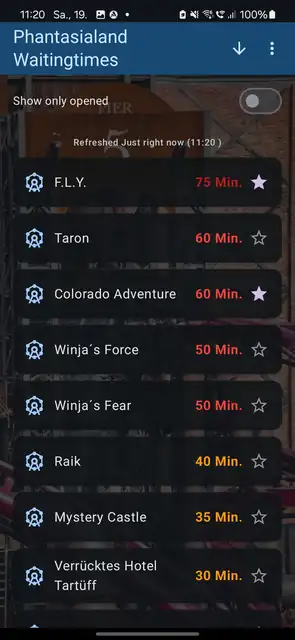 11:20 Sa., 19. 100%
Phantasialand
Waitingtimes
Show only opened
Refreshed Just right now (11:20 )
F.L.Y. 75 Min.
Taron 60 Min.
Colorado Adventure 60 Min.
Winja´s Force 50 Min.
Winja´s Fear 50 Min.
Raik 40 Min.
Mystery Castle 35 Min.
Verrücktes Hotel
Tartüff 30 Min.